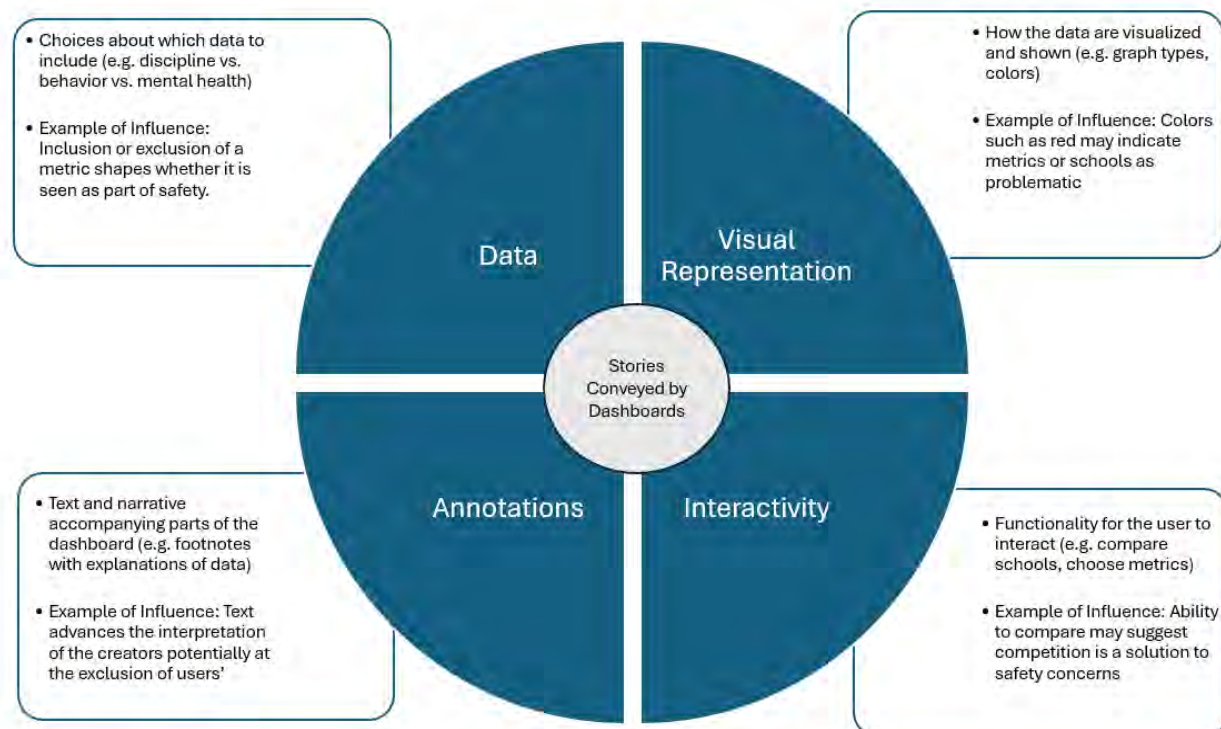 • Choices about which data to
include (e.g. discipline vs.
behavior vs. mental health)
• Example of Influence:
Inclusion or exclusion of a
metric shapes whether it is
seen as part of safety.
• How the data are visualized
and shown (e.g. graph types,
colors)
• Example of Influence: Colors
such as red may indicate
metrics or schools as
problematic
Data
Visual
Representation
Stories
Conveyed by
Dashboards
Annotations
Interactivity
• Text and narrative
accompanying parts of the
dashboard (e.g. footnotes
with explanations of data)
• Example of Influence: Text
advances the interpretation
of the creators potentially at
the exclusion of users'
• Functionality for the user to
interact (e.g. compare
schools, choose metrics)
• Example of Influence: Ability
to compare may suggest
competition is a solution to
safety concerns